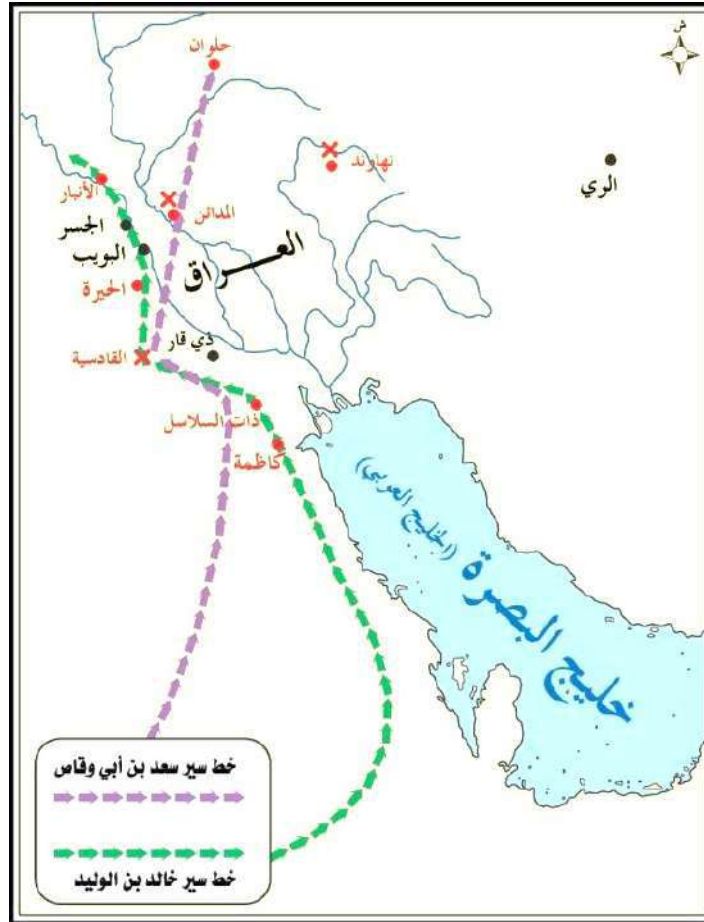 ش
حلوان
نهارند
الري
الأنبار
المدائن
الجسر
البويب
العراق
الحيرة
ذي قار
القادسية
ذات السلاسل
كاظمة
خليج البصرة
(الخليج العربي)
خط سير سعد بن أبي وقاص
خط سير خالد بن الوليد